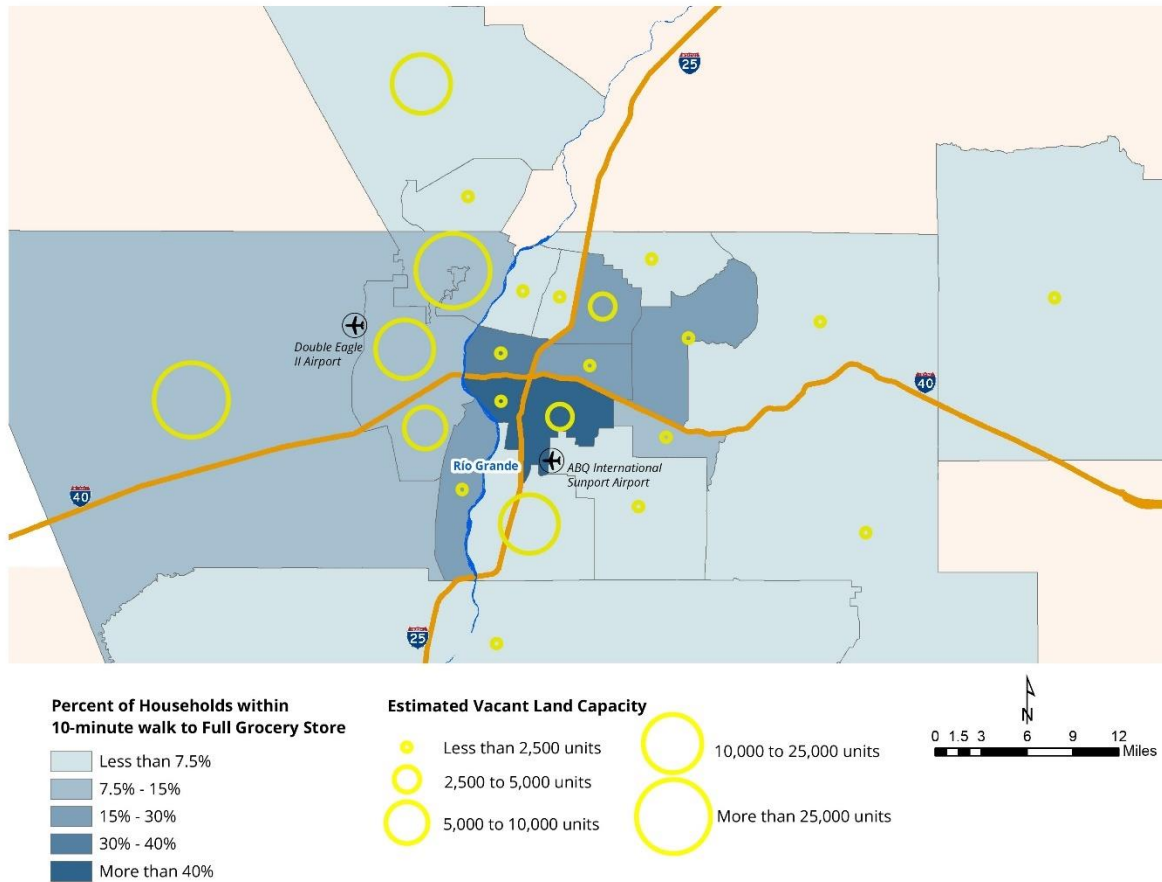 25
Double Eagle
II Airport
40
Río Grande
ABQ International
Sunport Airport
40
25
Percent of Households within
10-minute walk to Full Grocery Store
Less than 7.5%
7.5% - 15%
15% - 30%
30% - 40%
More than 40%
Estimated Vacant Land Capacity
Less than 2,500 units
2,500 to 5,000 units
5,000 to 10,000 units
10,000 to 25,000 units
More than 25,000 units
N
0 1.5 3 6 9 12
Miles